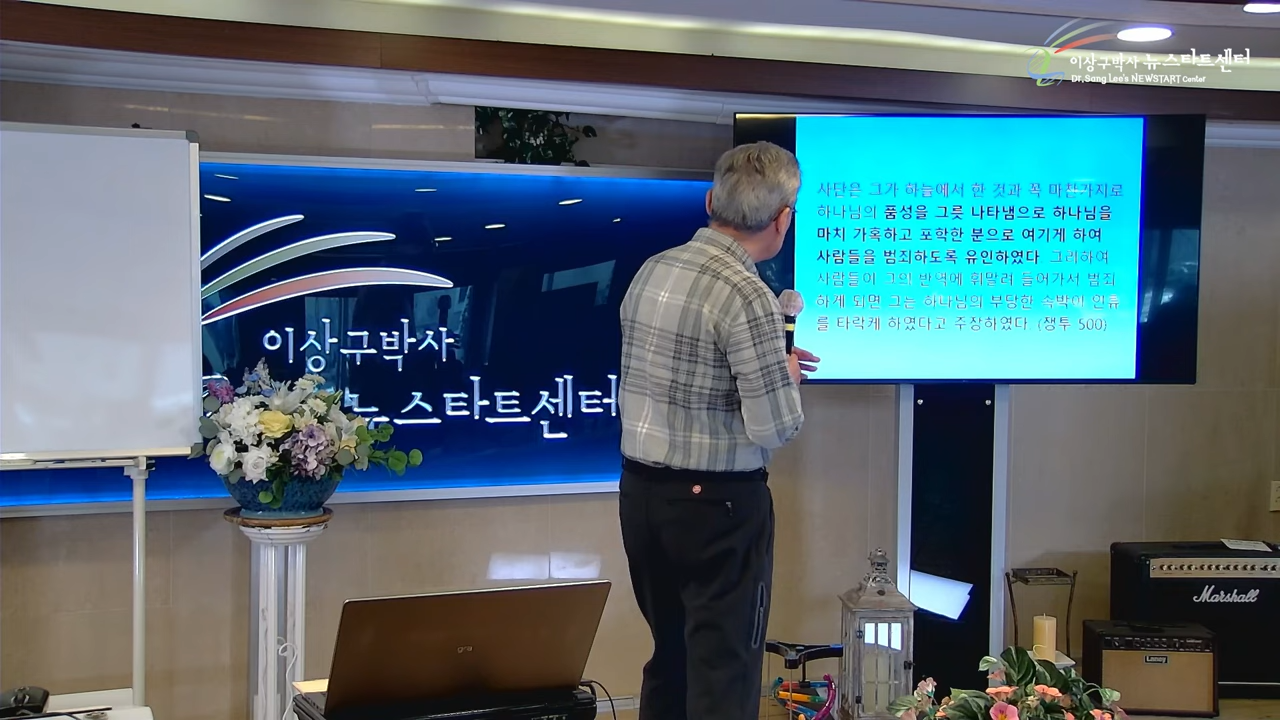 이상구박사 뉴스타트센터
Dr. Sang Lee's NEWSTART Center
사단은 그가 하늘에서 한 것과 꼭 마찬가지로
하나님의 품성을 그릇 나타냄으로 하나님을
마치 가혹하고 포학한 분으로 여기게 하여
사람들을 범죄하도록 유인하였다 그러하여
사람들이 그의 반역에 휘말려 들어가서 범죄
하게 되면 그는 하나님의 부당한 속박이 인류
를 타락케 하였다고 주장하였다 (쟁투 500)
이상구박사
뉴스타트센터
gram
Marshall
Laney